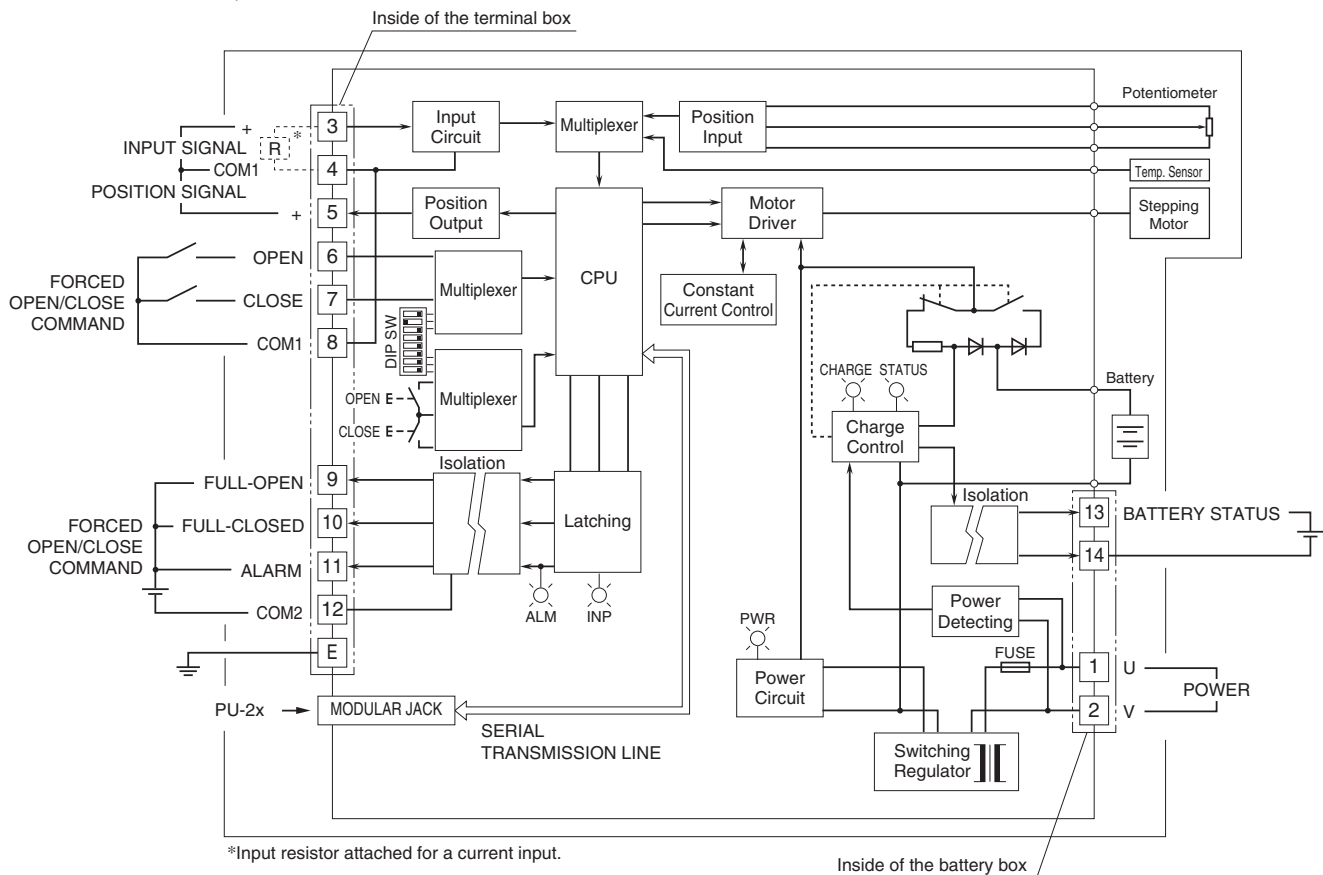 Inside of the terminal box
3
4
5
6
7
8
9
10
11
12
E
+
INPUT SIGNAL
COM1
POSITION SIGNAL
+
R
*
FORCED
OPEN/CLOSE
COMMAND
OPEN
CLOSE
COM1
FORCED
OPEN/CLOSE
COMMAND
FULL-OPEN
FULL-CLOSED
ALARM
COM2
PU-2x
MODULAR JACK
SERIAL
TRANSMISSION LINE
Input
Circuit
Multiplexer
Position
Input
Potentiometer
Temp. Sensor
Stepping
Motor
Position
Output
CPU
Motor
Driver
Constant
Current Control
Multiplexer
DIP SW
OPEN E
CLOSE E
Multiplexer
Isolation
Latching
ALM
INP
CHARGE
STATUS
Charge
Control
Battery
Isolation
13
14
BATTERY STATUS
Power
Detecting
FUSE
PWR
Power
Circuit
Switching
Regulator
1
2
U
V
POWER
*Input resistor attached for a current input.
Inside of the battery box